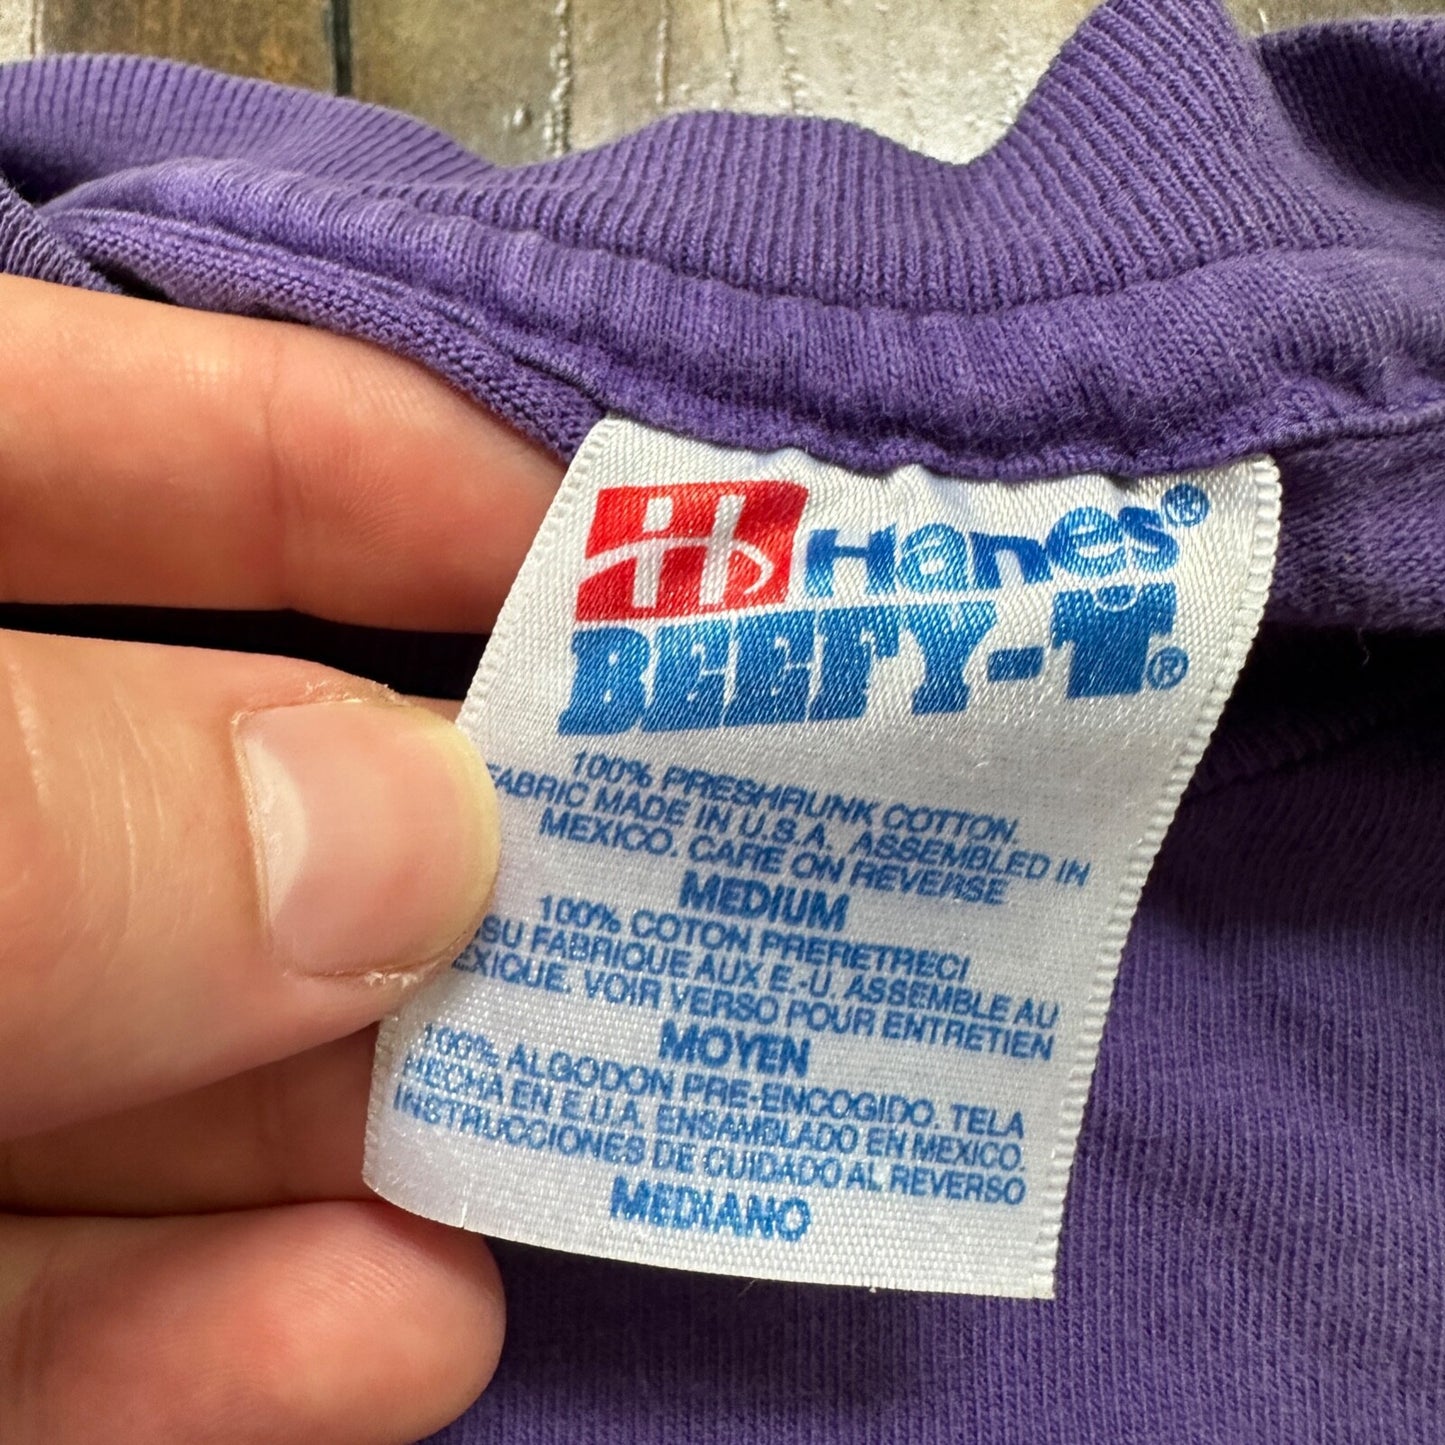 Hanes®
BEEFY-T®
100% PRESHRUNK COTTON.
FABRIC MADE IN U.S.A. ASSEMBLED IN
MEXICO. CARE ON REVERSE
MEDIUM
100% COTON PRERETRECI
SU FABRIQUE AUX E.-U. ASSEMBLE AU
EXIQUE. VOIR VERSO POUR ENTRETIEN
MOYEN
100% ALGODON PRE-ENCOGIDO. TELA
HECHA EN E.U.A. ENSAMBLADO EN MEXICO.
INSTRUCCIONES DE CUIDADO AL REVERSO
MEDIANO